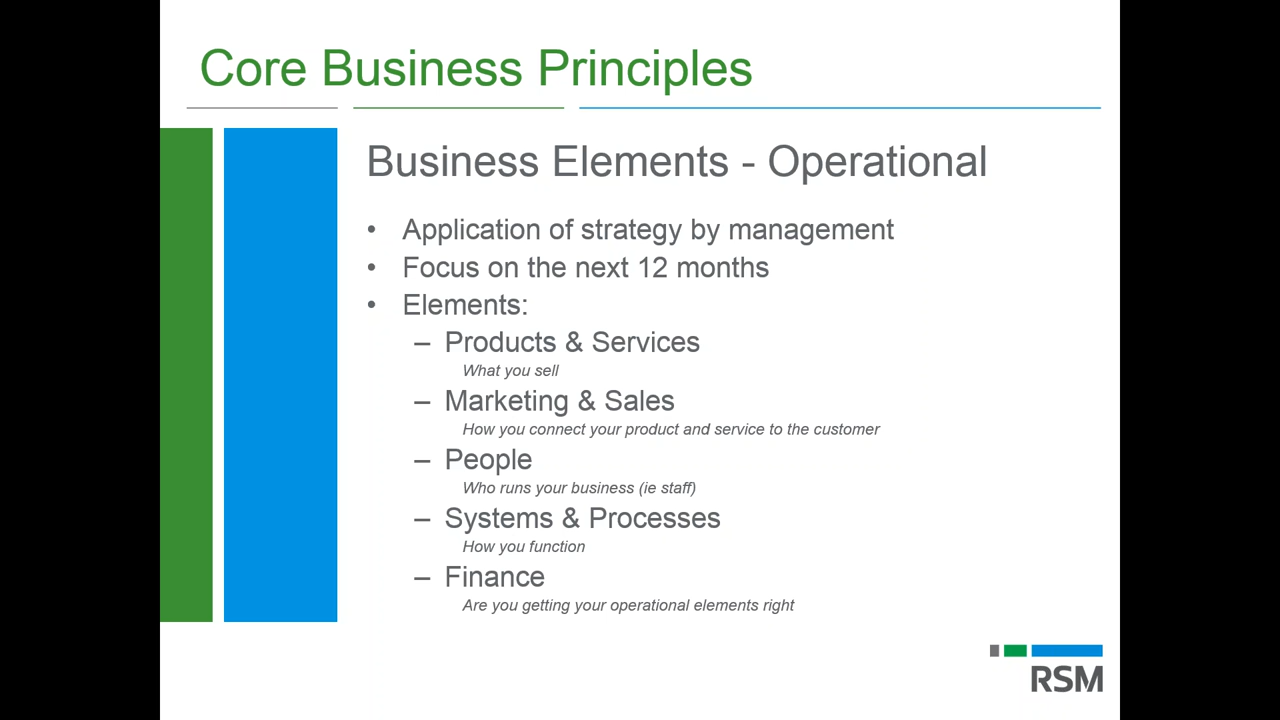 Core Business Principles
Business Elements - Operational
• Application of strategy by management
• Focus on the next 12 months
• Elements:
– Products & Services
What you sell
– Marketing & Sales
How you connect your product and service to the customer
– People
Who runs your business (ie staff)
– Systems & Processes
How you function
– Finance
Are you getting your operational elements right
RSM